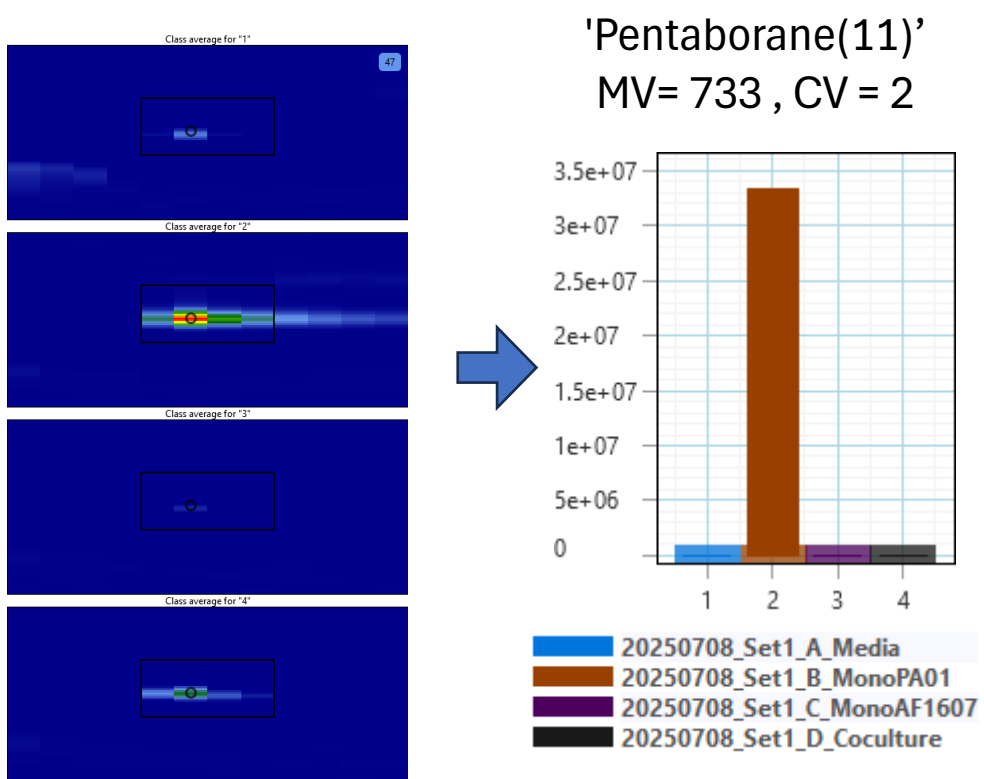 Class average for "1"
47
Class average for "2"
Class average for "3"
Class average for "4"
'Pentaborane(11)’
MV= 733 , CV = 2
3.5e+07
3e+07
2.5e+07
2e+07
1.5e+07
1e+07
5e+06
0
1 2 3 4
20250708_Set1_A_Media
20250708_Set1_B_MonoPA01
20250708_Set1_C_MonoAF1607
20250708_Set1_D_Coculture